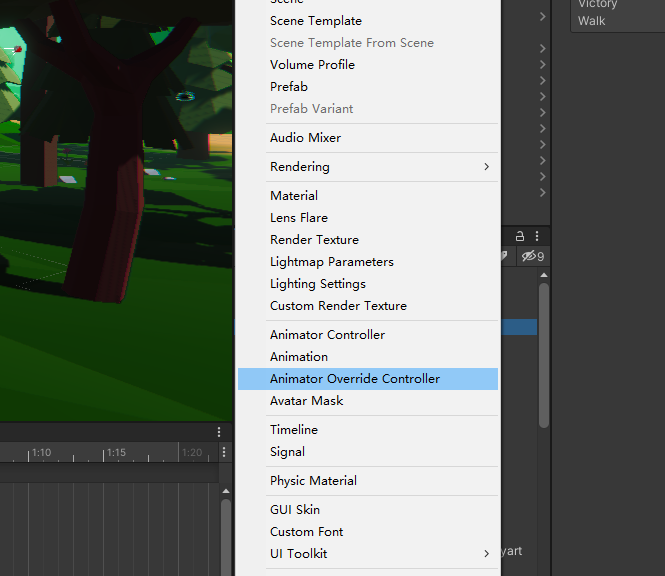 Scene
Scene Template
Scene Template From Scene
Volume Profile
Prefab
Prefab Variant
Audio Mixer
Rendering
Material
Lens Flare
Render Texture
Lightmap Parameters
Lighting Settings
Custom Render Texture
Animator Controller
Animation
Animator Override Controller
Avatar Mask
Timeline
Signal
Physic Material
GUI Skin
Custom Font
UI Toolkit
Victory
Walk
9
1:10
1:15
1:20
yart